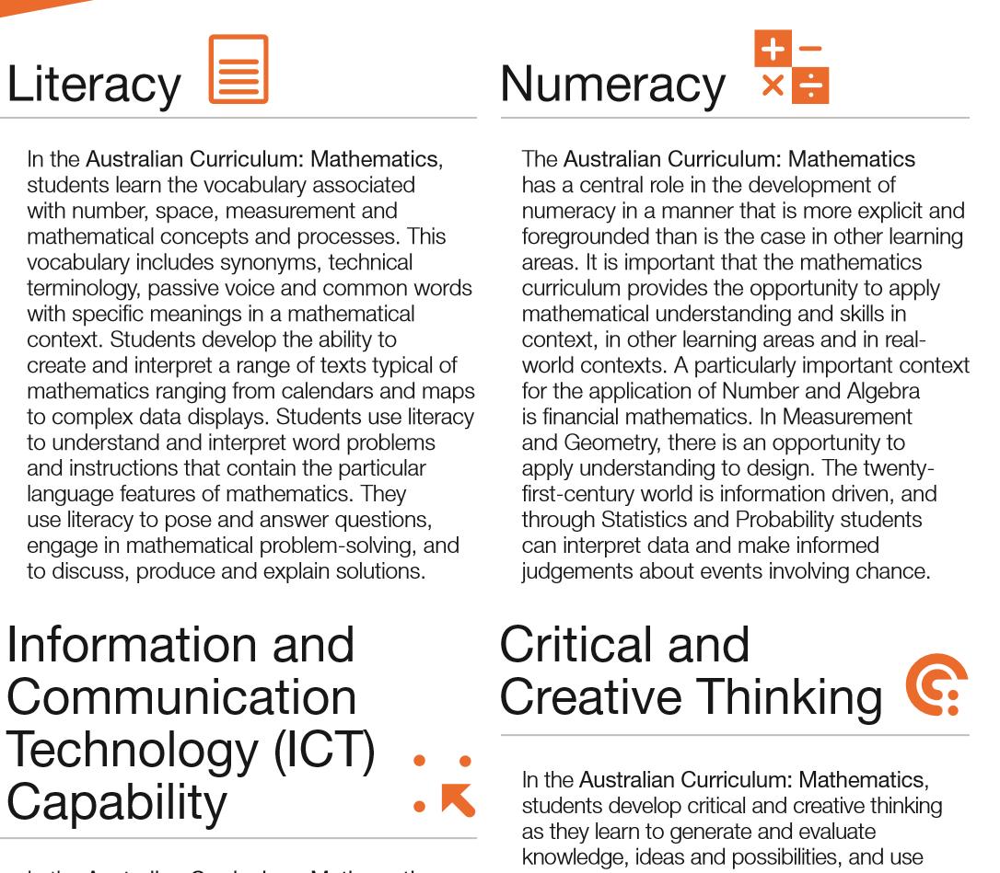 Literacy
In the Australian Curriculum: Mathematics,
students learn the vocabulary associated
with number, space, measurement and
mathematical concepts and processes. This
vocabulary includes synonyms, technical
terminology, passive voice and common words
with specific meanings in a mathematical
context. Students develop the ability to
create and interpret a range of texts typical of
mathematics ranging from calendars and maps
to complex data displays. Students use literacy
to understand and interpret word problems
and instructions that contain the particular
language features of mathematics. They
use literacy to pose and answer questions,
engage in mathematical problem-solving, and
to discuss, produce and explain solutions.
Numeracy
The Australian Curriculum: Mathematics
has a central role in the development of
numeracy in a manner that is more explicit and
foregrounded than is the case in other learning
areas. It is important that the mathematics
curriculum provides the opportunity to apply
mathematical understanding and skills in
context, in other learning areas and in real-
world contexts. A particularly important context
for the application of Number and Algebra
is financial mathematics. In Measurement
and Geometry, there is an opportunity to
apply understanding to design. The twenty-
first-century world is information driven, and
through Statistics and Probability students
can interpret data and make informed
judgements about events involving chance.
Information and
Communication
Technology (ICT)
Capability
Critical and
Creative Thinking
In the Australian Curriculum: Mathematics,
students develop critical and creative thinking
as they learn to generate and evaluate
knowledge, ideas and possibilities, and use